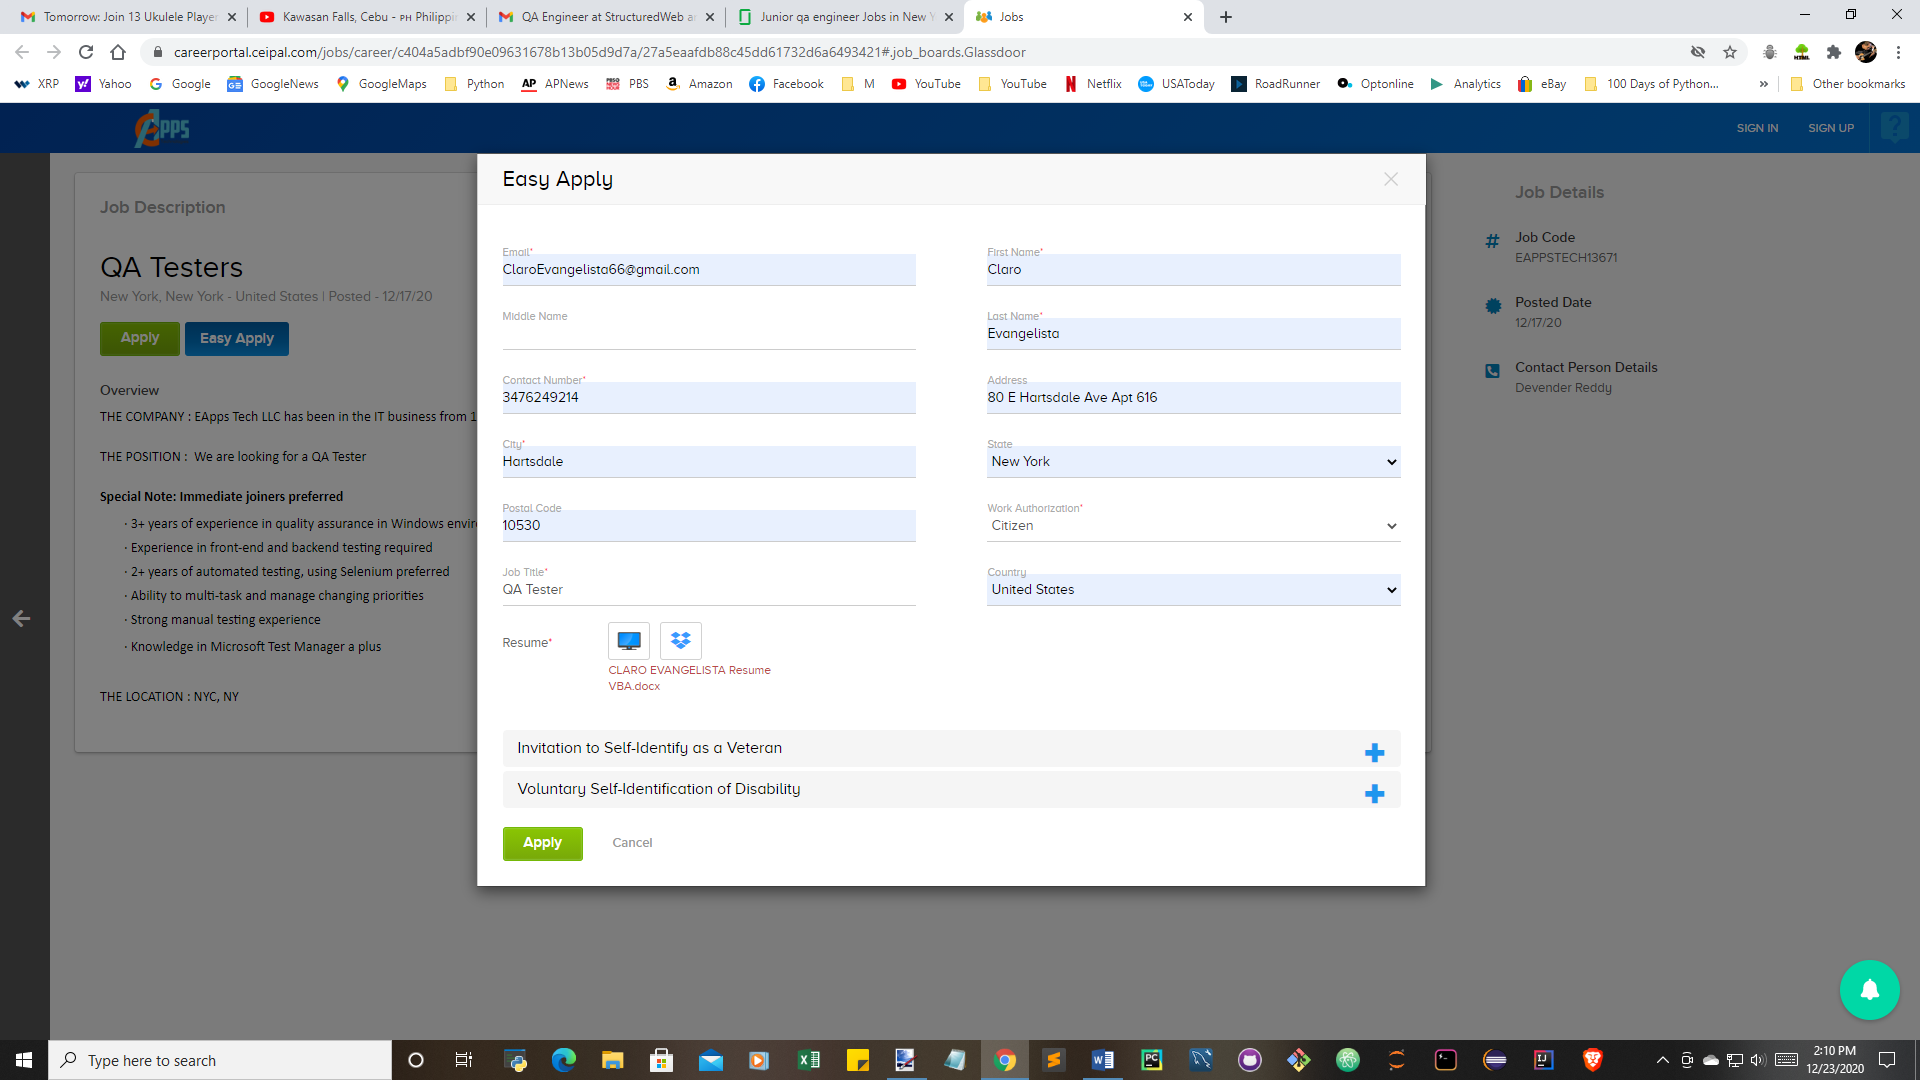 Tomorrow: Join 13 Ukulele Player
Kawasan Falls, Cebu - PH Philippi
QA Engineer at StructuredWeb a
Junior qa engineer Jobs in New Y
Jobs
careerportal.ceipal.com/jobs/career/c404a5adbf90e09631678b13b05d9d7a/27a5eaafdb88c45dd61732d6a6493421#.job_boards.Glassdoor
XRP Yahoo Google GoogleNews GoogleMaps Python APNews PBS Amazon Facebook M YouTube YouTube Netflix USAToday RoadRunner Optonline Analytics eBay 100 Days of Python... » Other bookmarks
Apps
SIGN IN
SIGN UP
Job Description
QA Testers
New York, New York - United States | Posted - 12/17/20
Apply
Easy Apply
Overview
THE COMPANY : EApps Tech LLC has been in the IT business from 1
THE POSITION : We are looking for a QA Tester
Special Note: Immediate joiners preferred
· 3+ years of experience in quality assurance in Windows envir
· Experience in front-end and backend testing required
· 2+ years of automated testing, using Selenium preferred
· Ability to multi-task and manage changing priorities
· Strong manual testing experience
· Knowledge in Microsoft Test Manager a plus
THE LOCATION : NYC, NY
Easy Apply
Email*
ClaroEvangelista66@gmail.com
First Name*
Claro
Middle Name
Last Name*
Evangelista
Contact Number*
3476249214
Address
80 E Hartsdale Ave Apt 616
City*
Hartsdale
State
New York
Postal Code
10530
Work Authorization*
Citizen
Job Title*
QA Tester
Country
United States
Resume*
CLARO EVANGELISTA Resume
VBA.docx
Invitation to Self-Identify as a Veteran
Voluntary Self-Identification of Disability
Apply
Cancel
Job Details
Job Code
EAPPSTECH13671
Posted Date
12/17/20
Contact Person Details
Devender Reddy
Type here to search
2:10 PM
12/23/2020